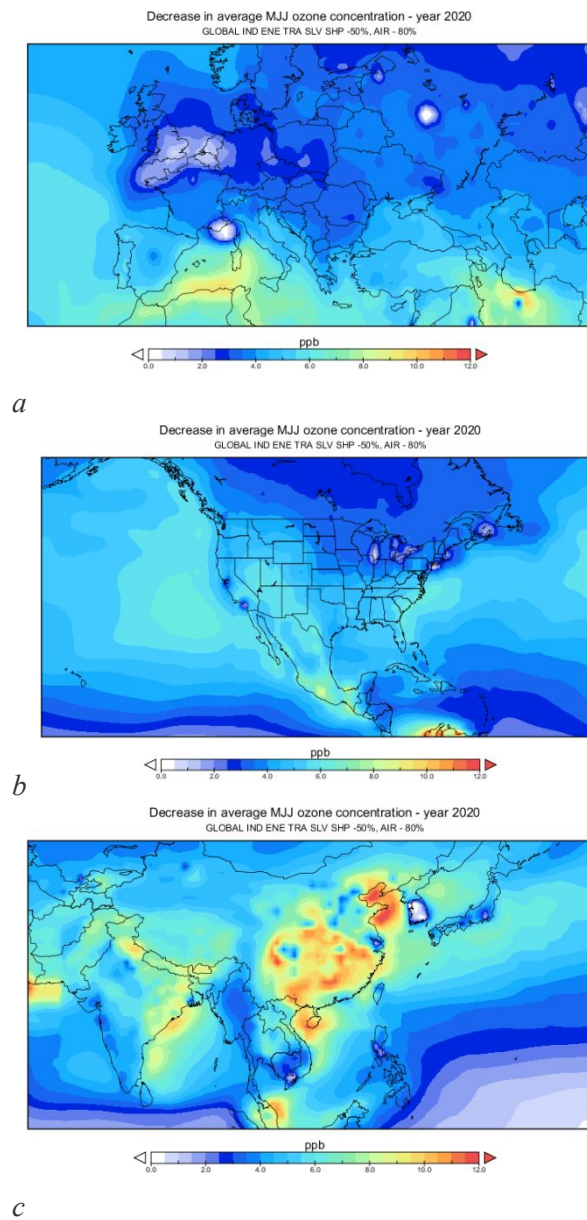 Decrease in average MJJ ozone concentration - year 2020
GLOBAL IND ENE TRA SLV SHP -50%, AIR - 80%
ppb
0.0 2.0 4.0 6.0 8.0 10.0 12.0
a
Decrease in average MJJ ozone concentration - year 2020
GLOBAL IND ENE TRA SLV SHP -50%, AIR - 80%
ppb
0.0 2.0 4.0 6.0 8.0 10.0 12.0
b
Decrease in average MJJ ozone concentration - year 2020
GLOBAL IND ENE TRA SLV SHP -50%, AIR - 80%
ppb
0.0 2.0 4.0 6.0 8.0 10.0 12.0
c